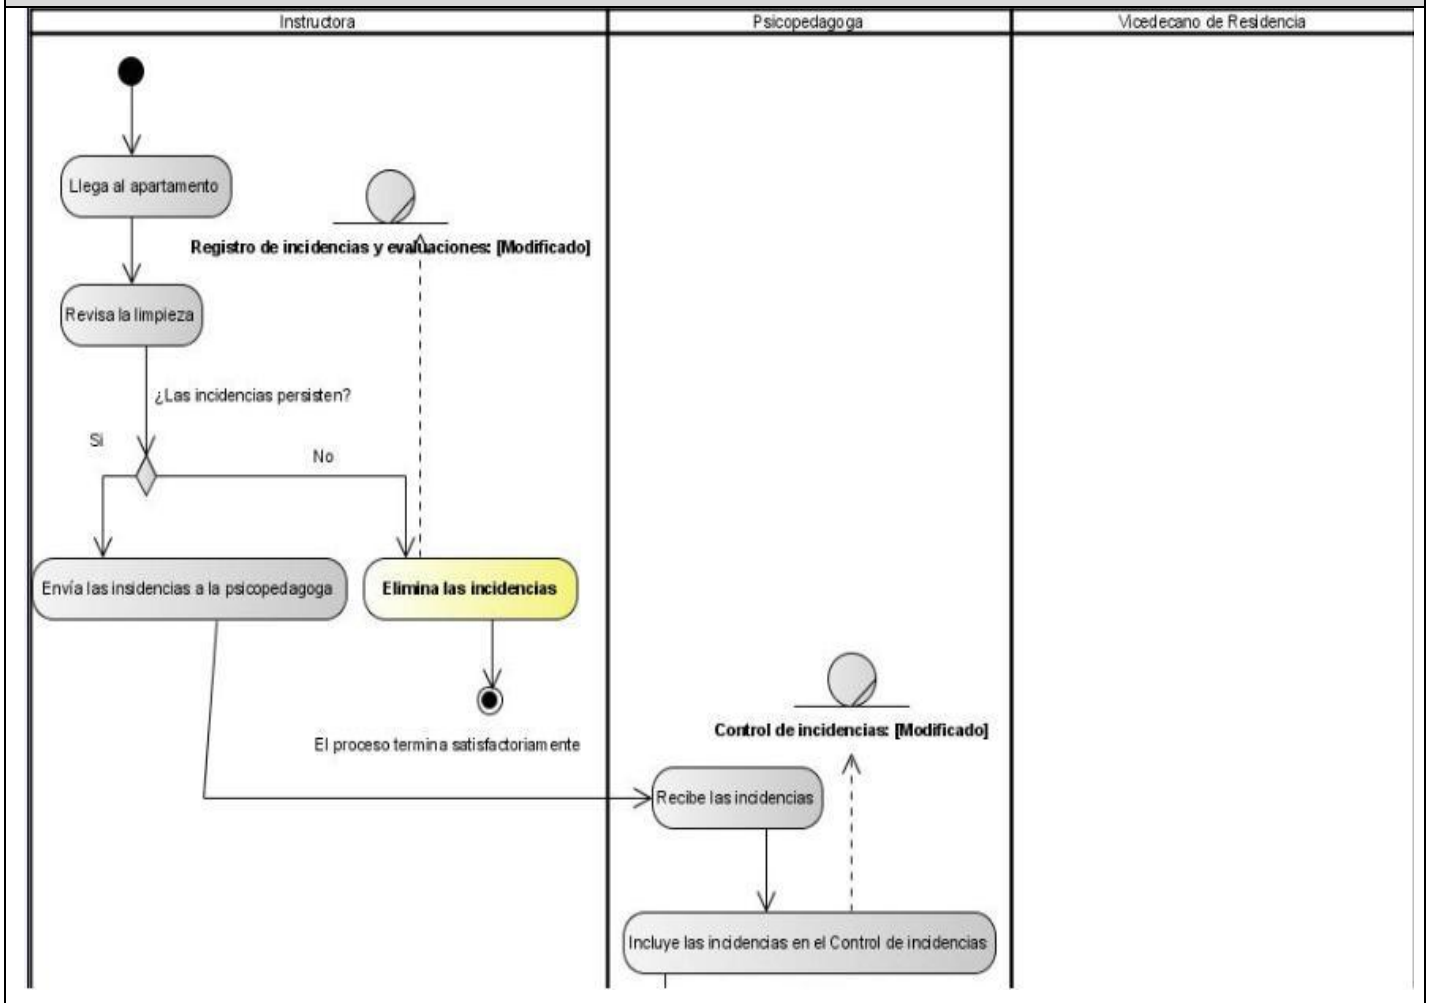 Instructora
Psicopedagoga
Vicedecano de Residencia
Llega al apartamento
Registro de incidencias y evaluaciones: [Modificado]
Revisa la limpieza
¿Las incidencias persisten?
Si
No
Envía las insidencias a la psicopedagoga
Elimina las incidencias
El proceso termina satisfactoriamente
Control de incidencias: [Modificado]
Recibe las incidencias
Incluye las incidencias en el Control de incidencias